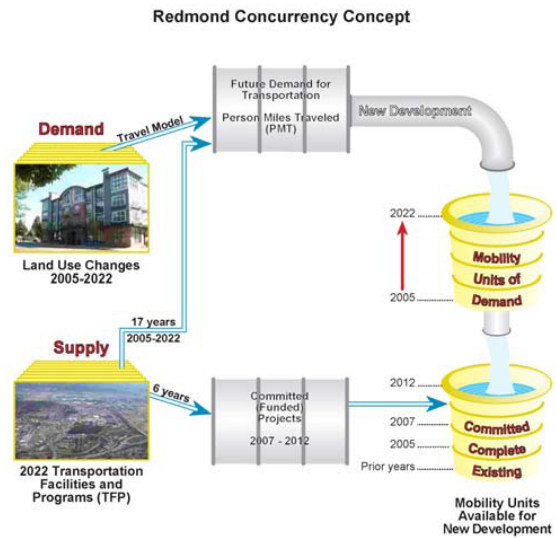 Redmond Concurrency Concept
Demand
Travel Model
Land Use Changes
2005-2022
Future Demand for
Transportation
Person Miles Traveled
(PMT)
New Development
2022
2005
Mobility
Units of
Demand
17 years
2005-2022
Supply
6 years
2022 Transportation
Facilities and
Programs (TFP)
Committed
(Funded)
Projects
2007 - 2012
2012
2007
2005
Prior years
Committed
Complete
Existing
Mobility Units
Available for
New Development